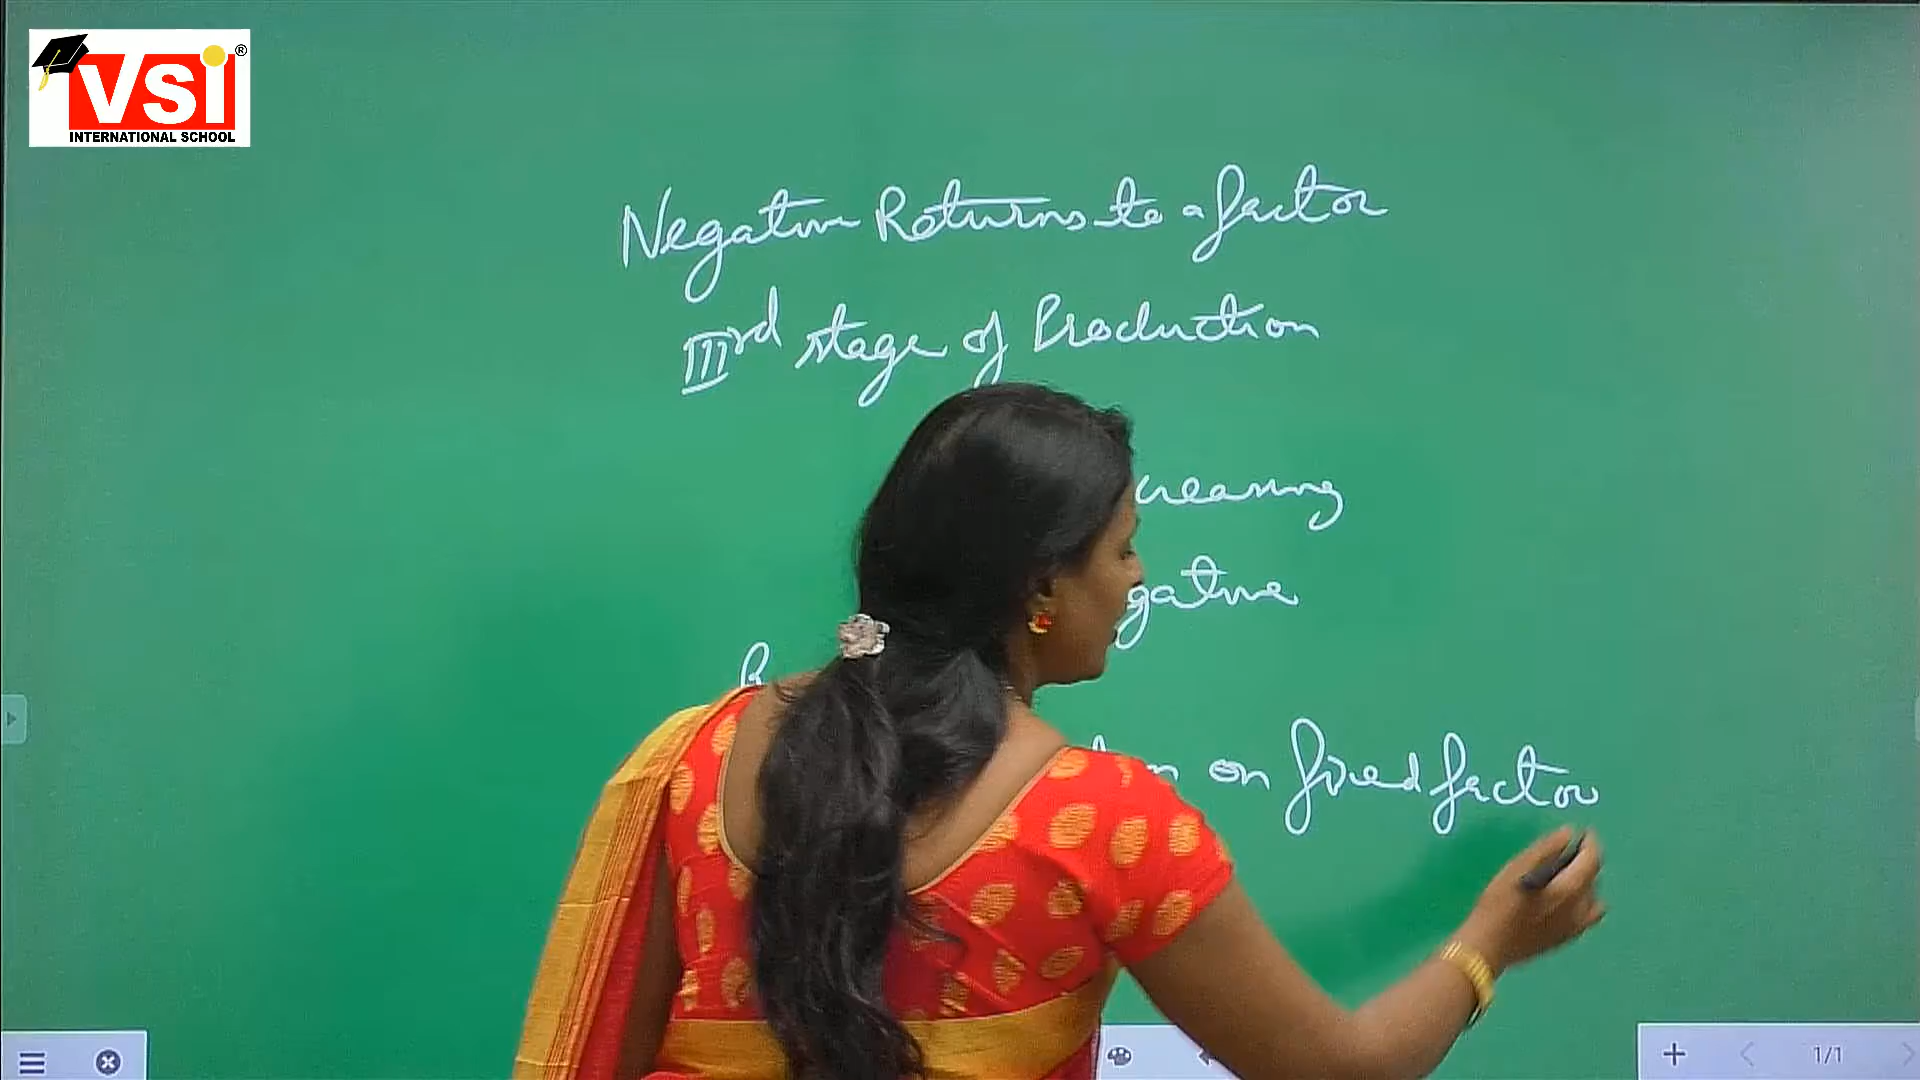 VSI ®
INTERNATIONAL SCHOOL
Negative Returns to a factor
IIIrd stage of Production
creasing
gative
R
on fixed factor
1/1